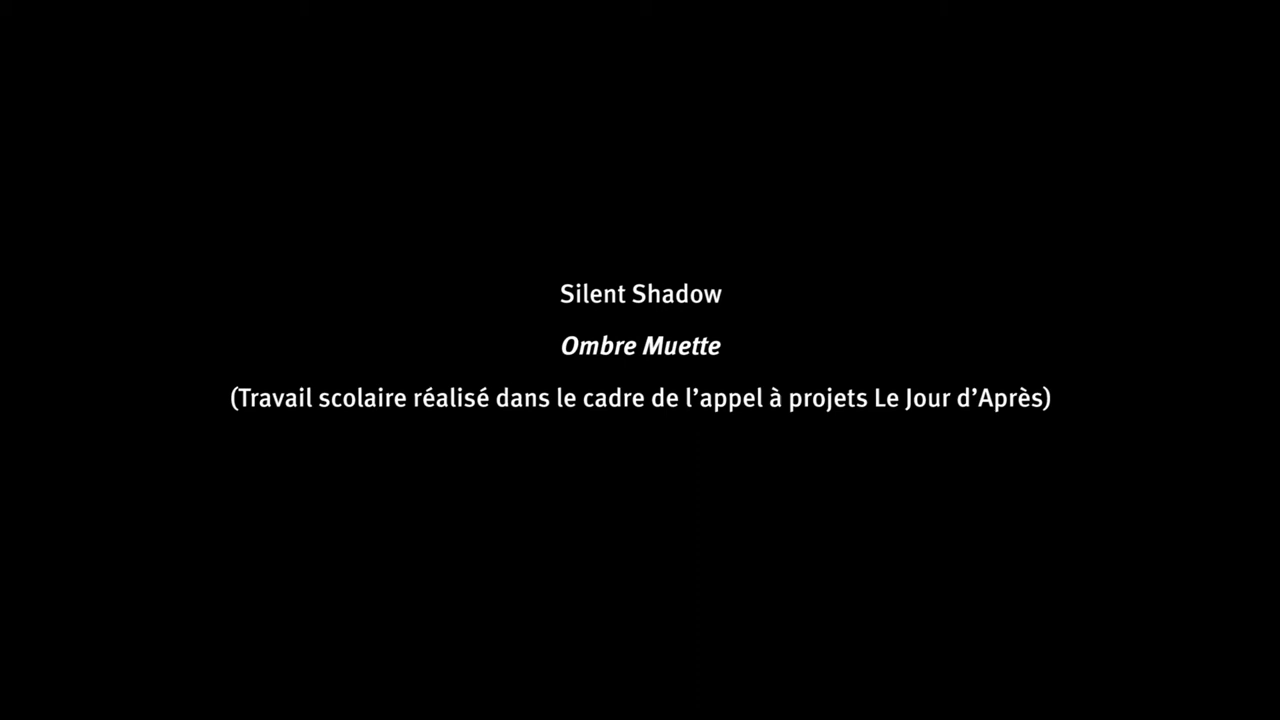 Silent Shadow
Ombre Muette
(Travail scolaire réalisé dans le cadre de l’appel à projets Le Jour d’Après)